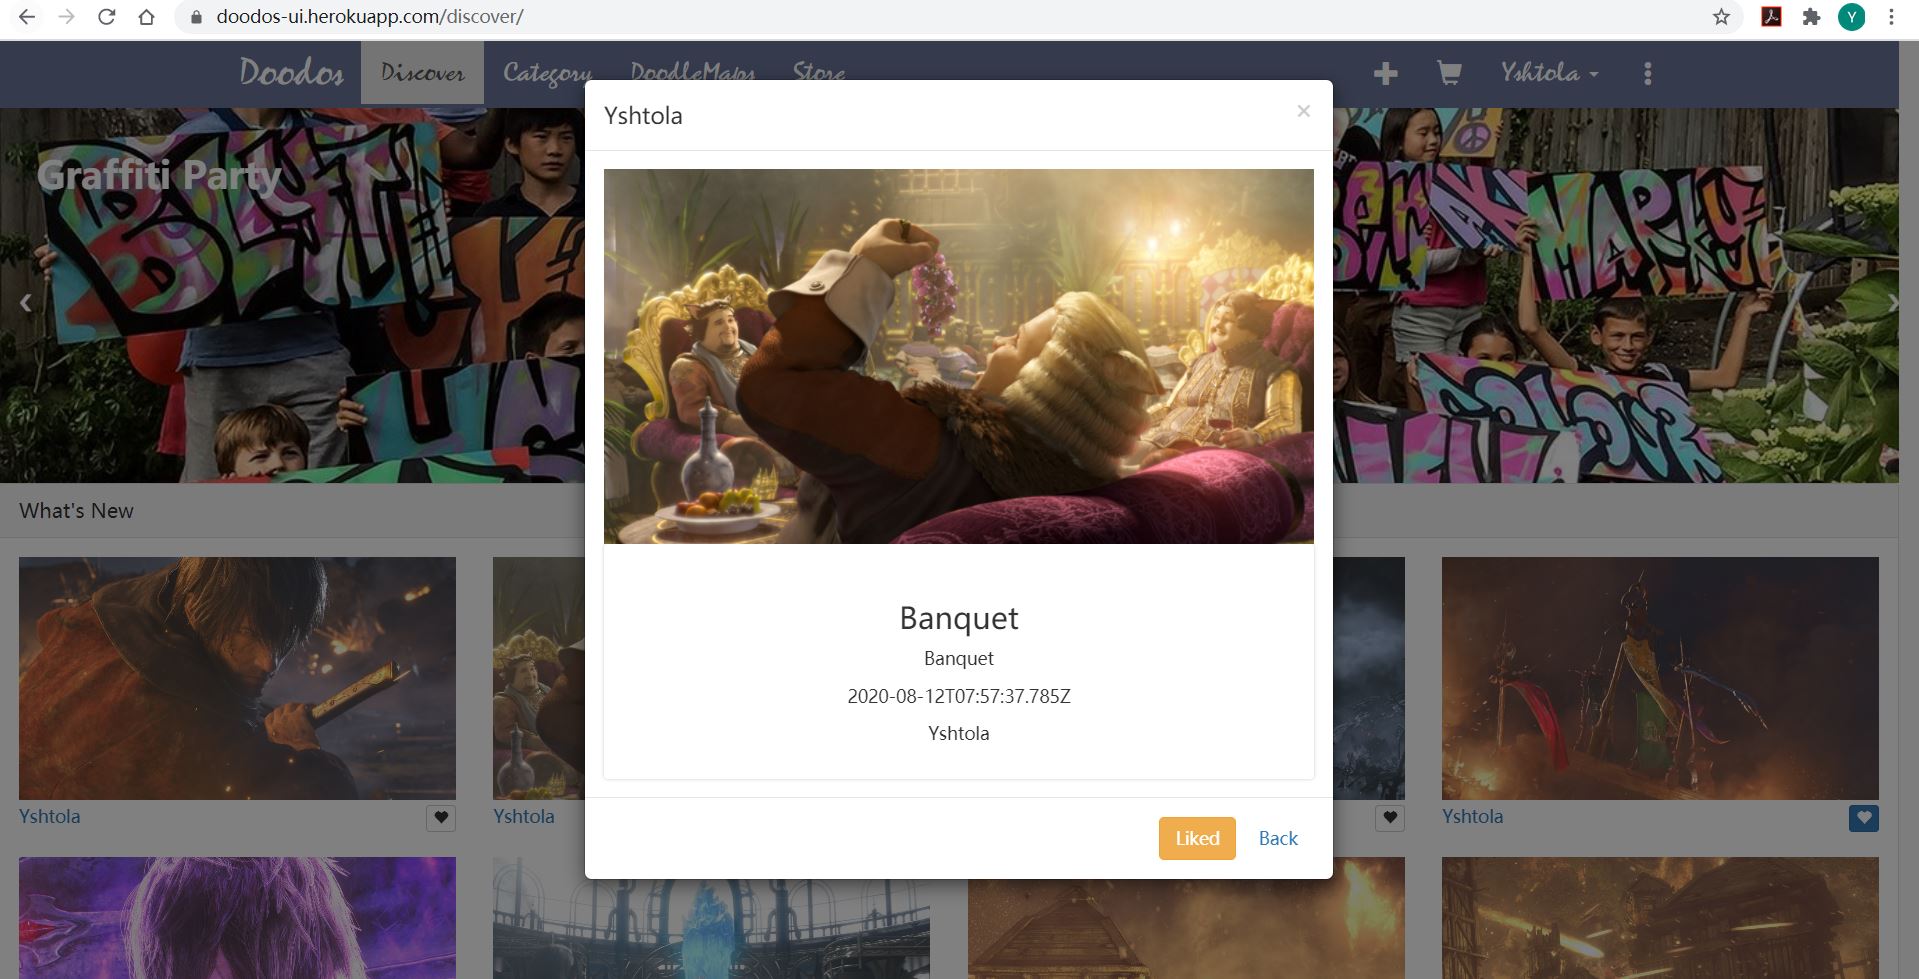 doodos-ui.herokuapp.com/discover/
Y
Doodos Discover Category DoodleMaps Store Yshtola
Yshtola ×
Graffiti Party
Banquet
Banquet
2020-08-12T07:57:37.785Z
Yshtola
Liked Back
What's New
Yshtola
Yshtola
Yshtola